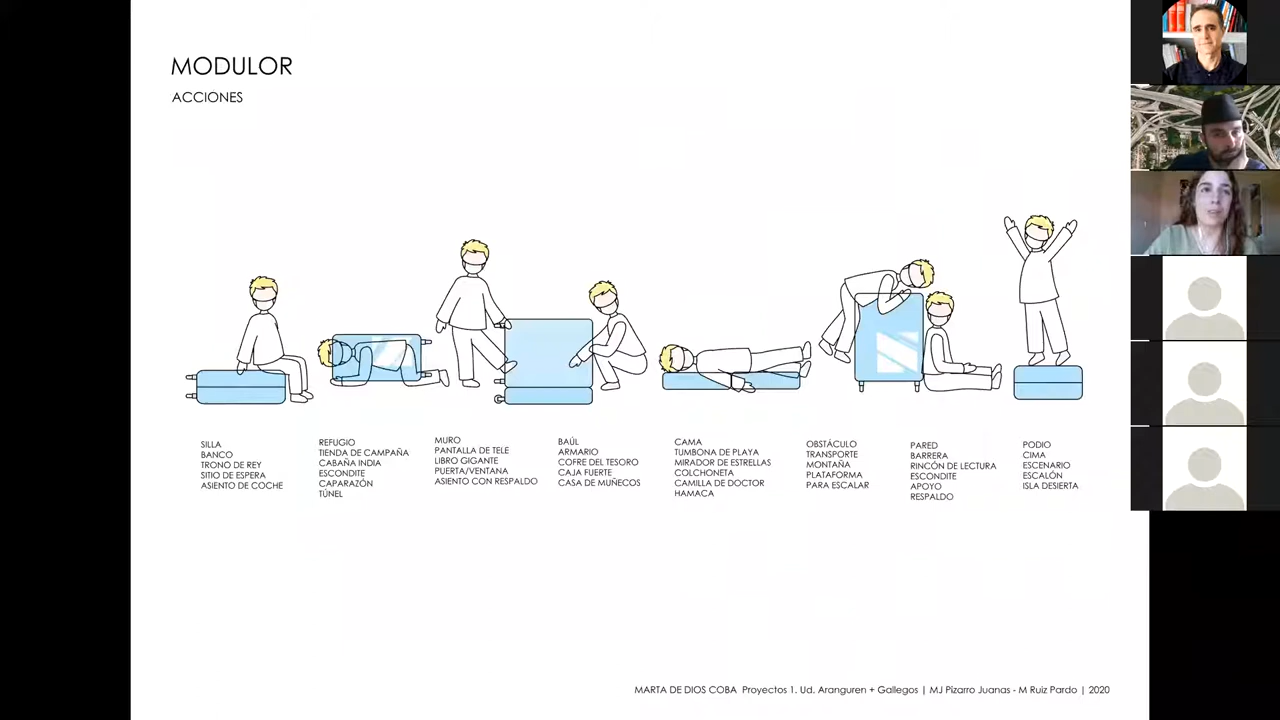 MODULOR
ACCIONES
SILLA
BANCO
TRONO DE REY
SITIO DE ESPERA
ASIENTO DE COCHE
REFUGIO
TIENDA DE CAMPAÑA
CABAÑA INDIA
ESCONDITE
CAPARAZÓN
TÚNEL
MURO
PANTALLA DE TELE
LIBRO GIGANTE
PUERTA/VENTANA
ASIENTO CON RESPALDO
BAÚL
ARMARIO
COFRE DEL TESORO
CAJA FUERTE
CASA DE MUÑECOS
CAMA
TUMBONA DE PLAYA
MIRADOR DE ESTRELLAS
COLCHONETA
CAMILLA DE DOCTOR
HAMACA
OBSTÁCULO
TRANSPORTE
MONTAÑA
PLATAFORMA
PARA ESCALAR
PARED
BARRERA
RINCÓN DE LECTURA
ESCONDITE
APOYO
RESPALDO
PODIO
CIMA
ESCENARIO
ESCALÓN
ISLA DESIERTA
MARTA DE DIOS COBA Proyectos 1. Ud. Aranguren + Gallegos | MJ Pizarro Juanas - M Ruiz Pardo | 2020